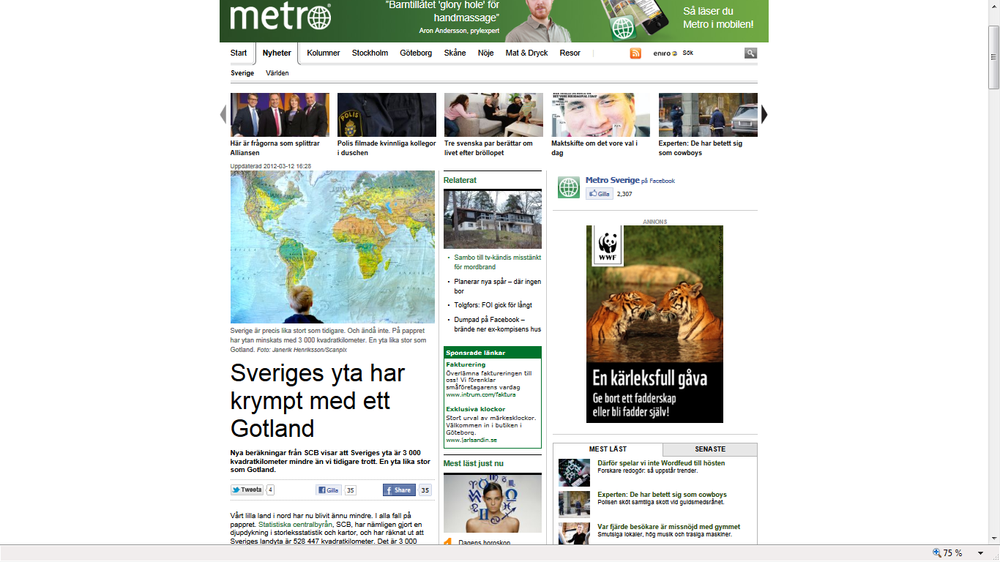 metro
"Barntillåtet 'glory hole' för
handmassage"
Aron Andersson, prylexpert
Så läser du
Metro i mobilen!
Start Nyheter Kolumner Stockholm Göteborg Skåne Nöje Mat & Dryck Resor eniro Sök
Sverige Världen
POLIS
Här är frågorna som splittrar
Alliansen
Polis filmade kvinnliga kollegor
i duschen
Tre svenska par berättar om
livet efter bröllopet
Maktskifte om det vore val i
dag
Experten: De har betett sig
som cowboys
Uppdaterad 2012-03-12 16:28
NORDAMERIKA
EUROPA
AFRIKA
SYDAMERIKA
Sverige är precis lika stort som tidigare. Och ändå inte. På pappret
har ytan minskats med 3 000 kvadratkilometer. En yta lika stor som
Gotland. Foto: Janerik Henriksson/Scanpix
Sveriges yta har
krympt med ett
Gotland
Nya beräkningar från SCB visar att Sveriges yta är 3 000
kvadratkilometer mindre än vi tidigare trott. En yta lika stor
som Gotland.
Tweeta 4 Gilla 35 Share 35
Vårt lilla land i nord har nu blivit ännu mindre. I alla fall på
pappret. Statistiska centralbyrån, SCB, har nämligen gjort en
djupdykning i storleksstatistik och kartor, och har räknat ut att
Sveriges landyta är 528 447 kvadratkilometer. Det är 3 000
Relaterat
Sambo till tv-kändis misstänkt
för mordbrand
Planerar nya spår – där ingen
bor
Tolgfors: FOI gick för långt
Dumpad på Facebook –
brände ner ex-kompisens hus
Sponsrade länkar
Fakturering
Överlämna faktureringen till
oss! Vi förenklar
småföretagarens vardag
www.intrum.com/faktura
Exklusiva klockor
Stort urval av märkesklockor.
Välkommen in i butiken i
Göteborg.
www.jarlsandin.se
Mest läst just nu
1 Dagens horoskop
Metro Sverige på Facebook
Gilla 2,307
ANNONS
WWF
En kärleksfull gåva
Ge bort ett fadderskap
eller bli fadder själv!
MEST LÄST SENASTE
Därför spelar vi inte Wordfeud till hösten
Forskare redogör: så uppstår trender.
Experten: De har betett sig som cowboys
Polisen sköt samtliga skott vid guldsmedsrånet.
Var fjärde besökare är missnöjd med gymmet
Smutsiga lokaler, hög musik och trasiga maskiner.
75 %